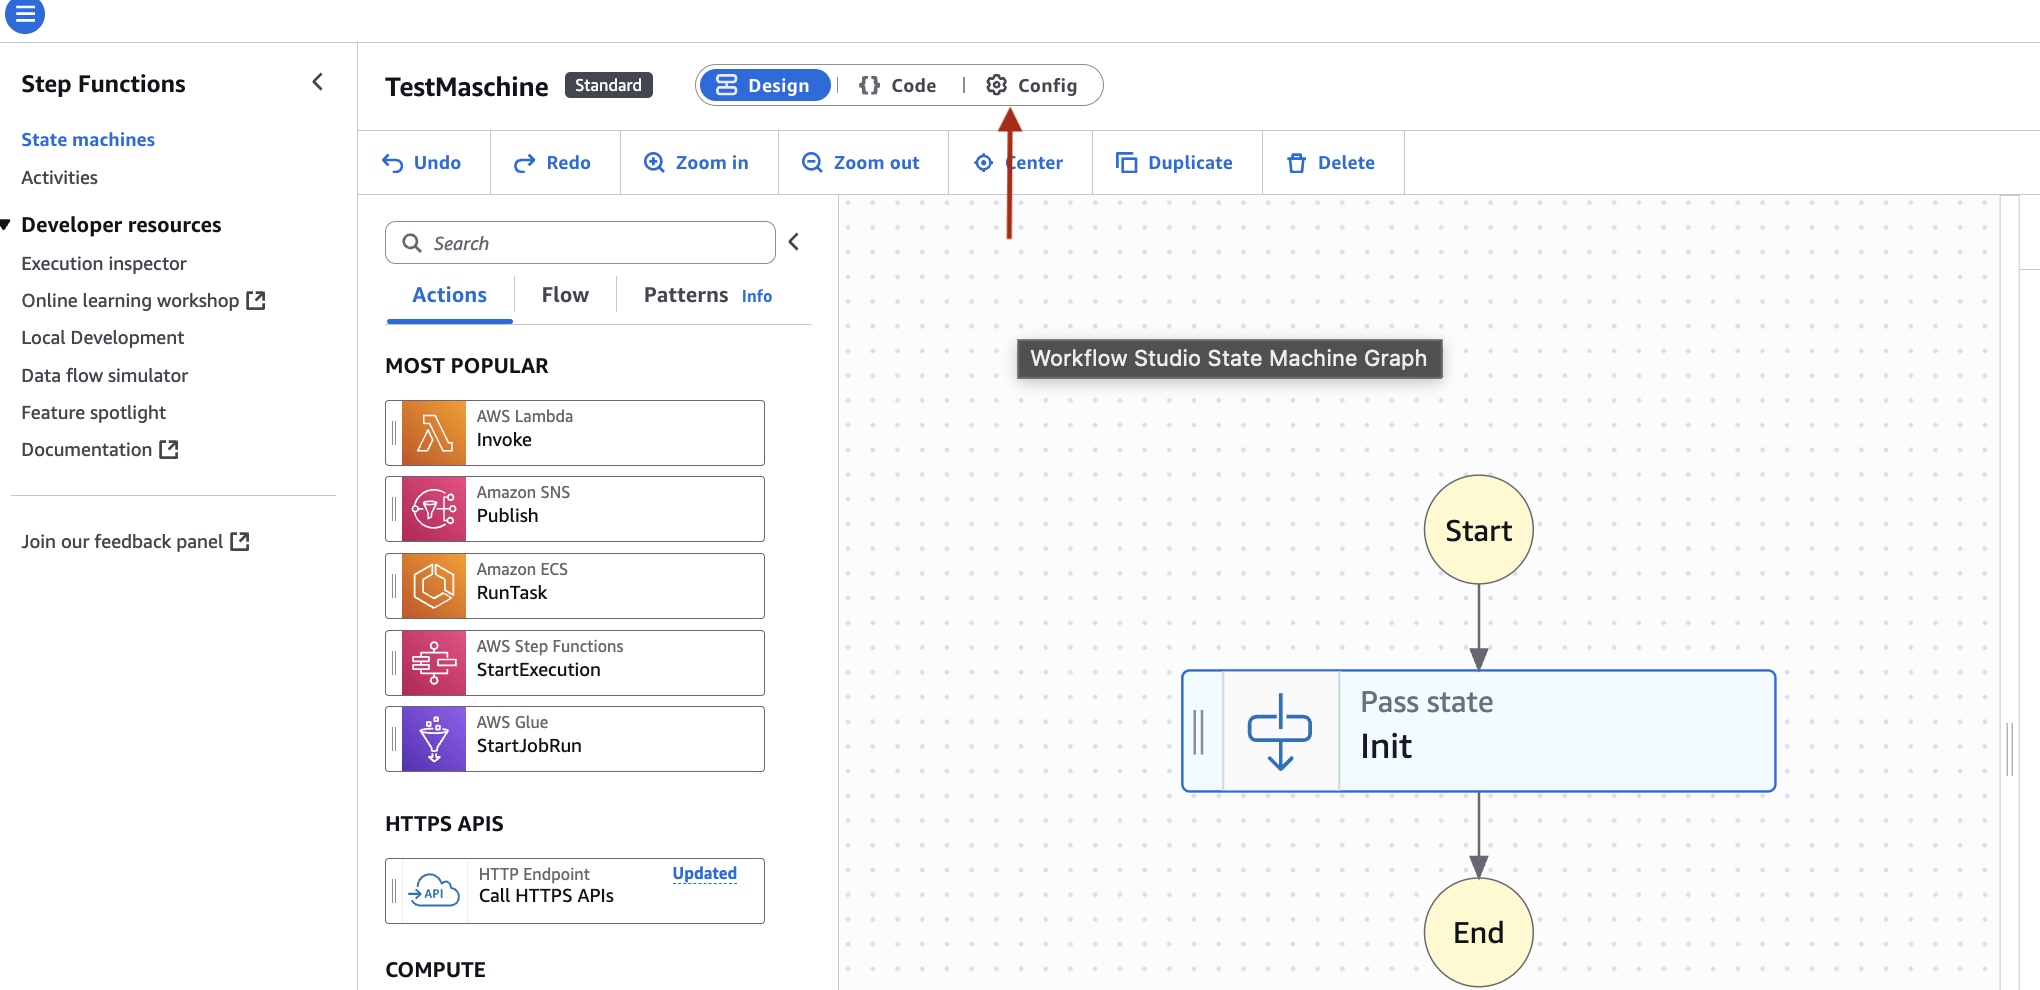 Step Functions
State machines
Activities
Developer resources
Execution inspector
Online learning workshop
Local Development
Data flow simulator
Feature spotlight
Documentation
Join our feedback panel
TestMaschine Standard Design Code Config
Undo Redo Zoom in Zoom out Center Duplicate Delete
Search
Actions Flow Patterns Info
MOST POPULAR
AWS Lambda
Invoke
Amazon SNS
Publish
Amazon ECS
RunTask
AWS Step Functions
StartExecution
AWS Glue
StartJobRun
HTTPS APIS
HTTP Endpoint Updated
API
Call HTTPS APIs
COMPUTE
Workflow Studio State Machine Graph
Start
Pass state
Init
End